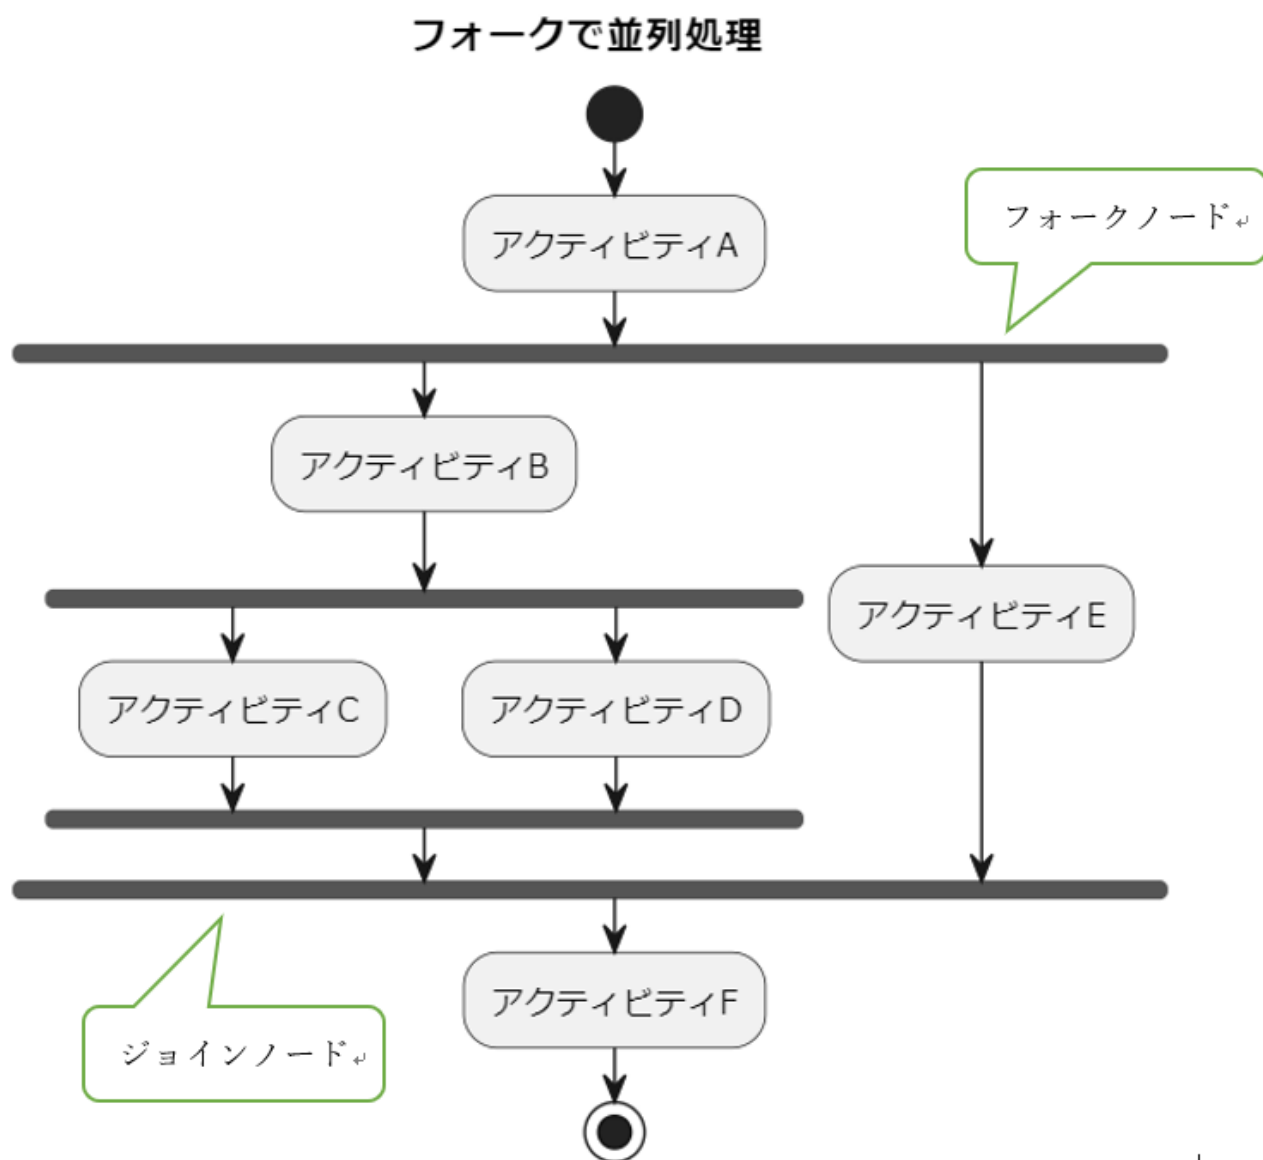 フォークで並列処理
アクティビティA
フォークノード
アクティビティB
アクティビティE
アクティビティC
アクティビティD
ジョインノード
アクティビティF